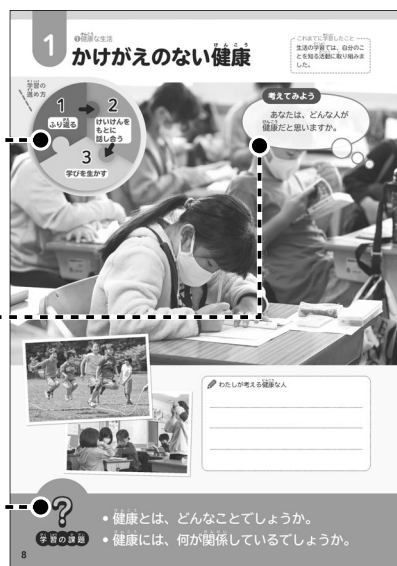 1
❶健康な生活
けんこう
かけがえのない健康
けんこう
これまでに学習したこと
生活の学習では、自分のこ
とを知る活動に取り組みま
した。
学習の
進め方
1
ふり返る
2
けいけんを
もとに
話し合う
3
学びを生かす
考えてみよう
あなたは、どんな人が
健康だと思いますか。
わたしが考える健康な人
?
学習の課題
• 健康とは、どんなことでしょうか。
• 健康には、何が関係しているでしょうか。
8